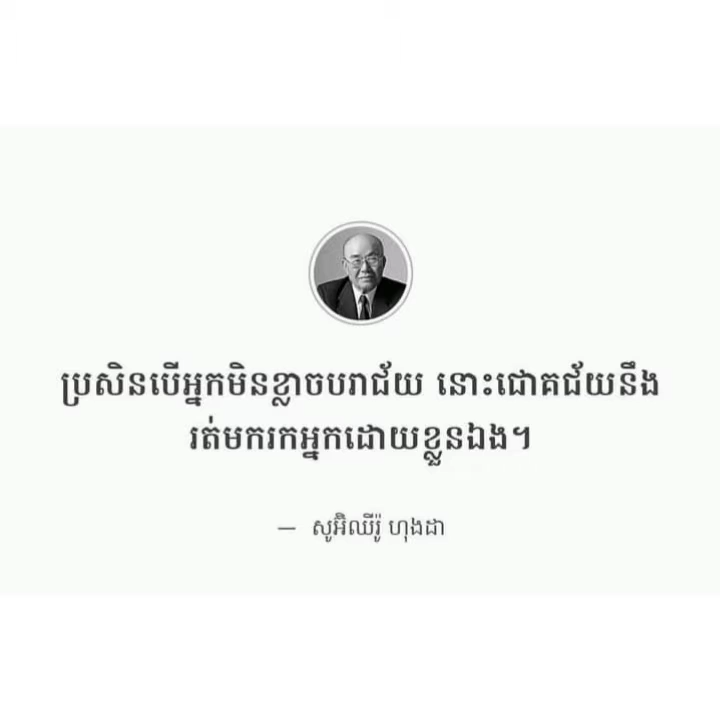 ប្រសិនបើអ្នកមិនខ្លាចបរាជ័យ នោះជោគជ័យនឹង
រត់មករកអ្នកដោយខ្លួនឯង។
— សូអ៊ិឈីរ៉ូ ហុងដា